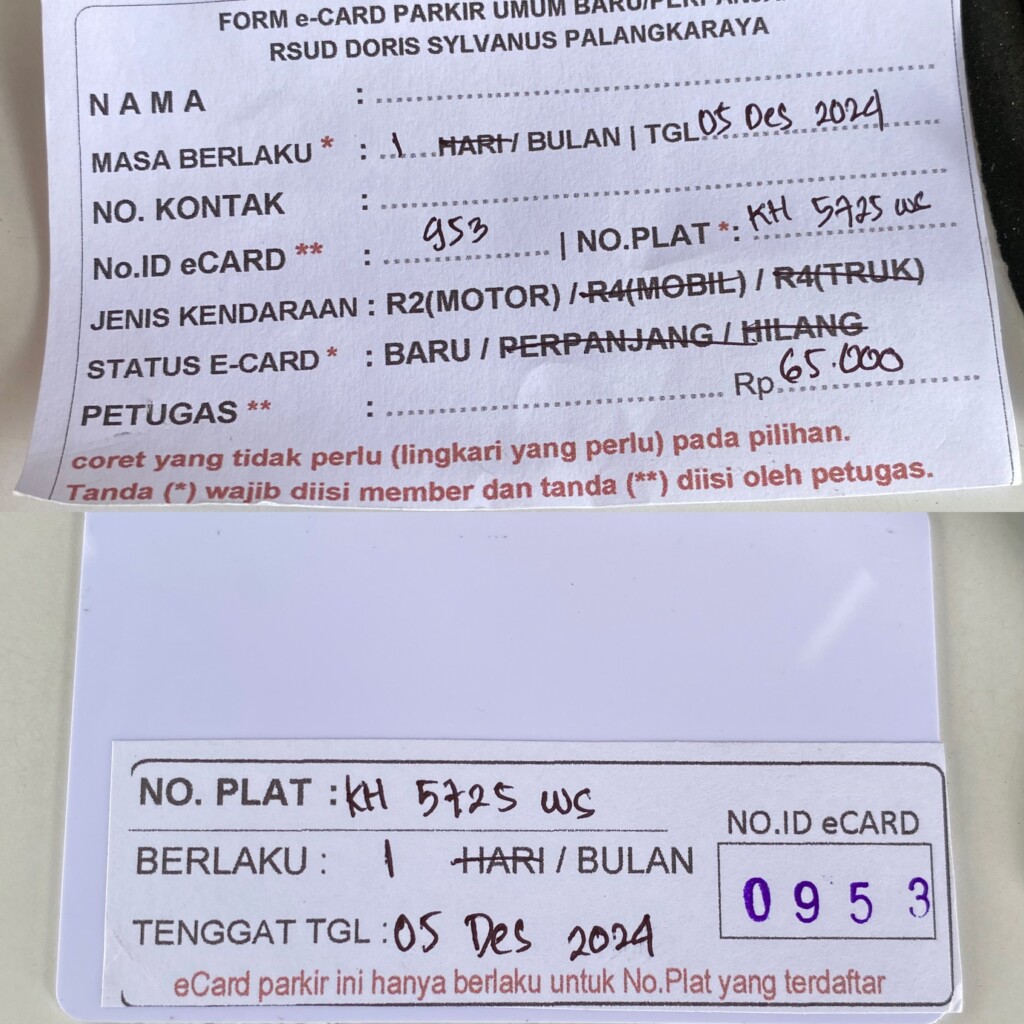 FORM e-CARD PARKIR UMUM BARU/PERPANJA
RSUD DORIS SYLVANUS PALANGKARAYA
NAMA :
MASA BERLAKU * : 1 HARI / BULAN | TGL 05 Des 2024
NO. KONTAK :
No.ID eCARD ** : 953 | NO.PLAT *: KH 5725 WC
JENIS KENDARAAN : R2(MOTOR) / R4(MOBIL) / R4(TRUK)
STATUS E-CARD * : BARU / PERPANJANG / HILANG
PETUGAS ** : Rp 65.000
coret yang tidak perlu (lingkari yang perlu) pada pilihan.
Tanda (*) wajib diisi member dan tanda (**) diisi oleh petugas.
NO. PLAT : KH 5725 WS
NO.ID eCARD
BERLAKU : 1 HARI / BULAN
0953
TENGGAT TGL : 05 Des 2024
eCard parkir ini hanya berlaku untuk No.Plat yang terdaftar